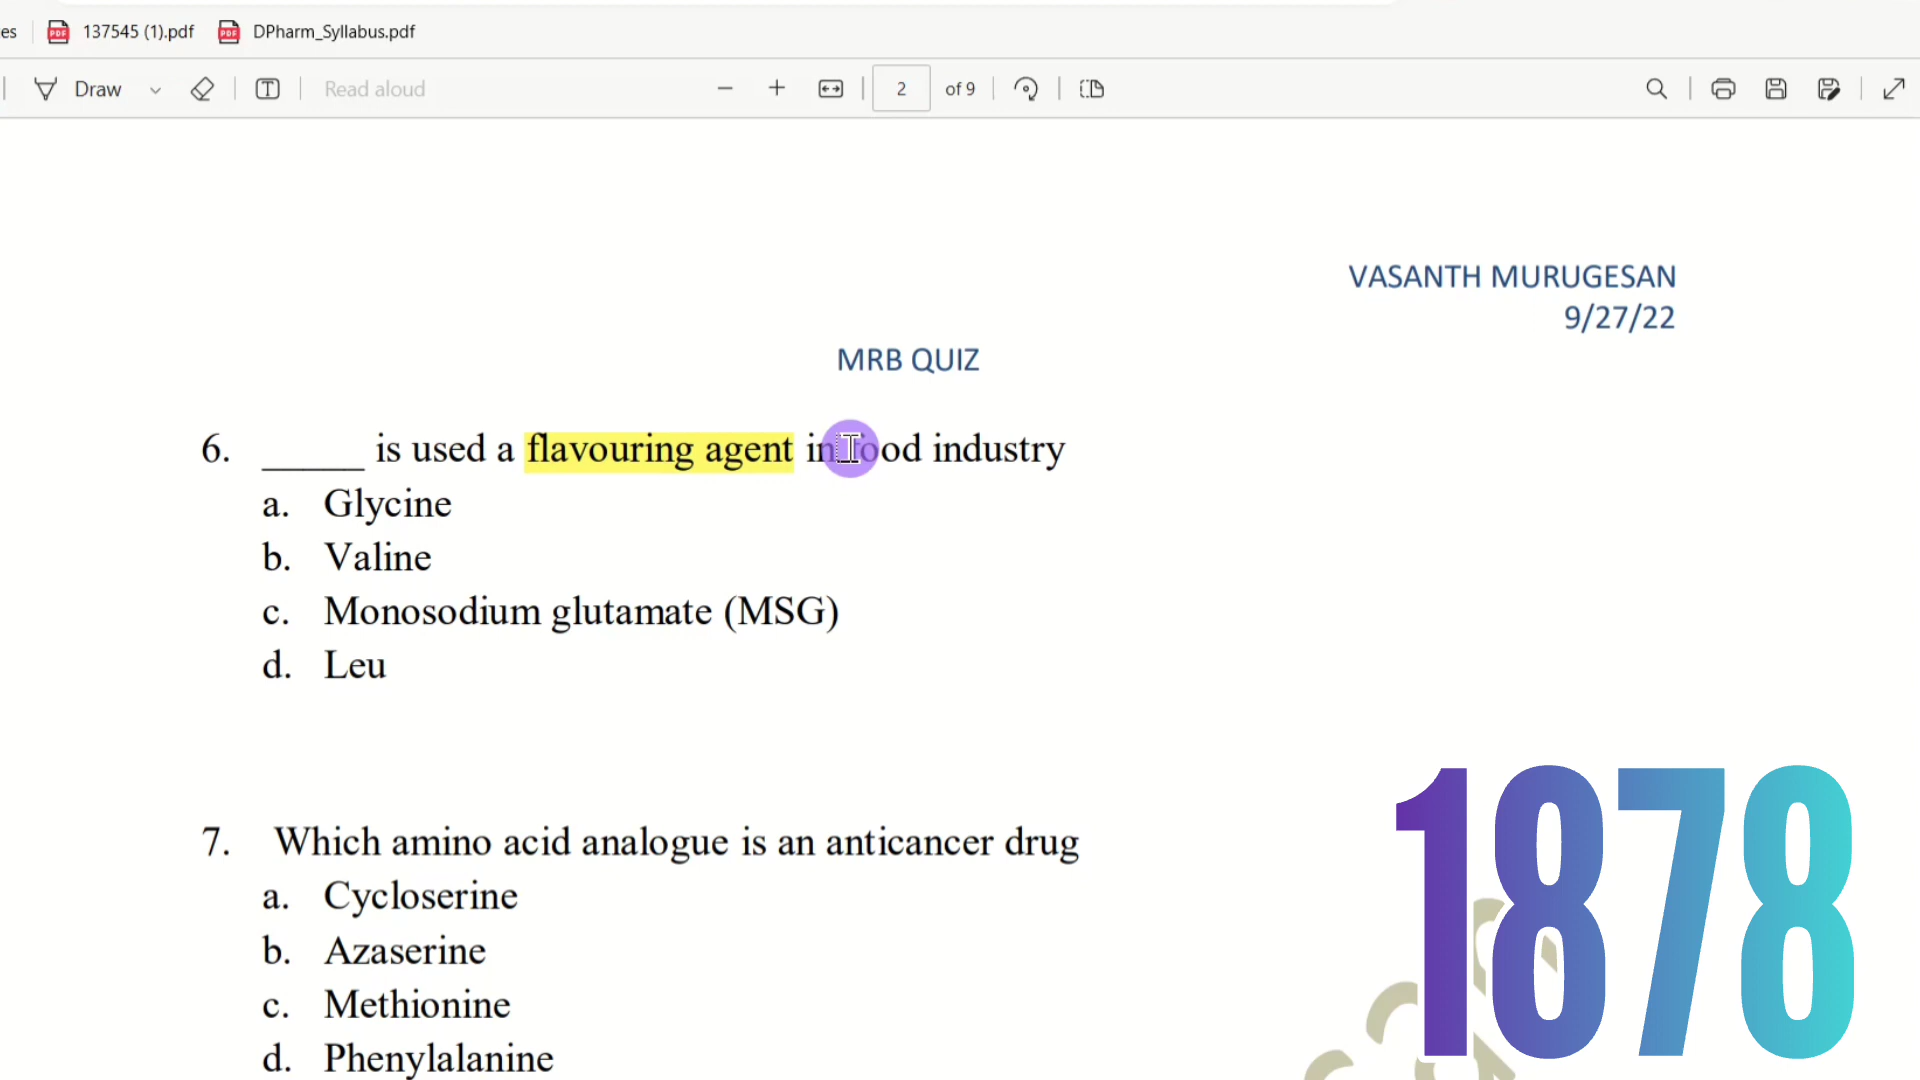 es 137545 (1).pdf DPharm_Syllabus.pdf
Draw Read aloud 2 of 9
VASANTH MURUGESAN
9/27/22
MRB QUIZ
6. _____ is used a flavouring agent in food industry
a. Glycine
b. Valine
c. Monosodium glutamate (MSG)
d. Leu
7. Which amino acid analogue is an anticancer drug
a. Cycloserine
b. Azaserine
c. Methionine
d. Phenylalanine
1878